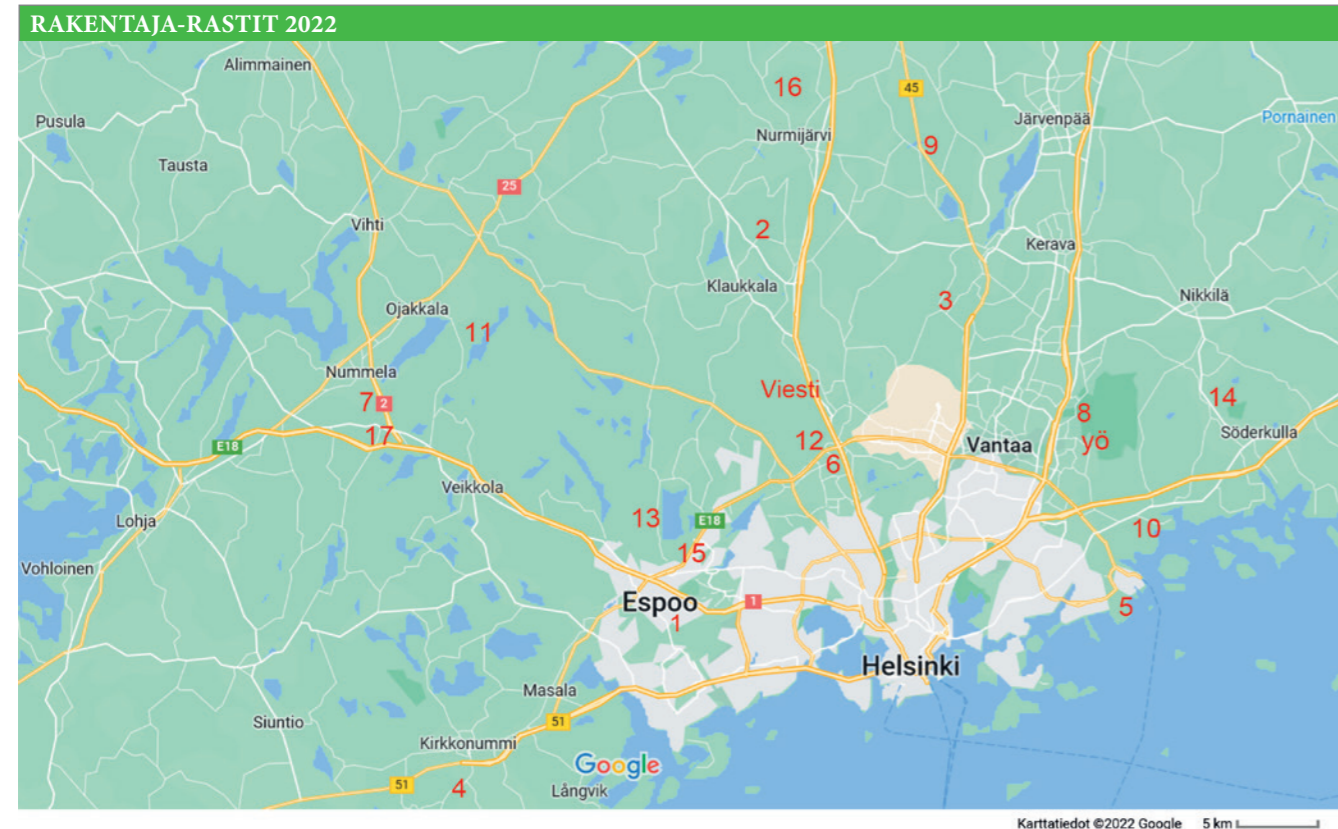 RAKENTAJA-RASTIT 2022
Alimmainen
16
45
Pusula
Järvenpää
Pornainen
Nurmijärvi
9
Tausta
25
Vihti
2
Kerava
Klaukkala
Nikkilä
3
Ojakkala
11
Nummela
Viesti
7
2
14
8
17
12
yö
Söderkulla
E18
Vantaa
6
Veikkola
13
E18
Lohja
10
15
Vohloinen
Espoo
1
5
1
Helsinki
Masala
Siuntio
51
Kirkkonummi
Google
51
4
Långvik
Karttatiedot ©2022 Google 5 km